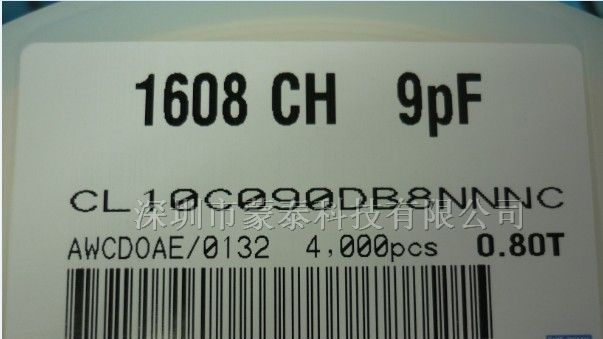 1608 CH 9pF
CL10C090DB8NNNC
深圳市蒙泰科技有限公司
AWCDOAE/0132 4,000pcs 0.80T